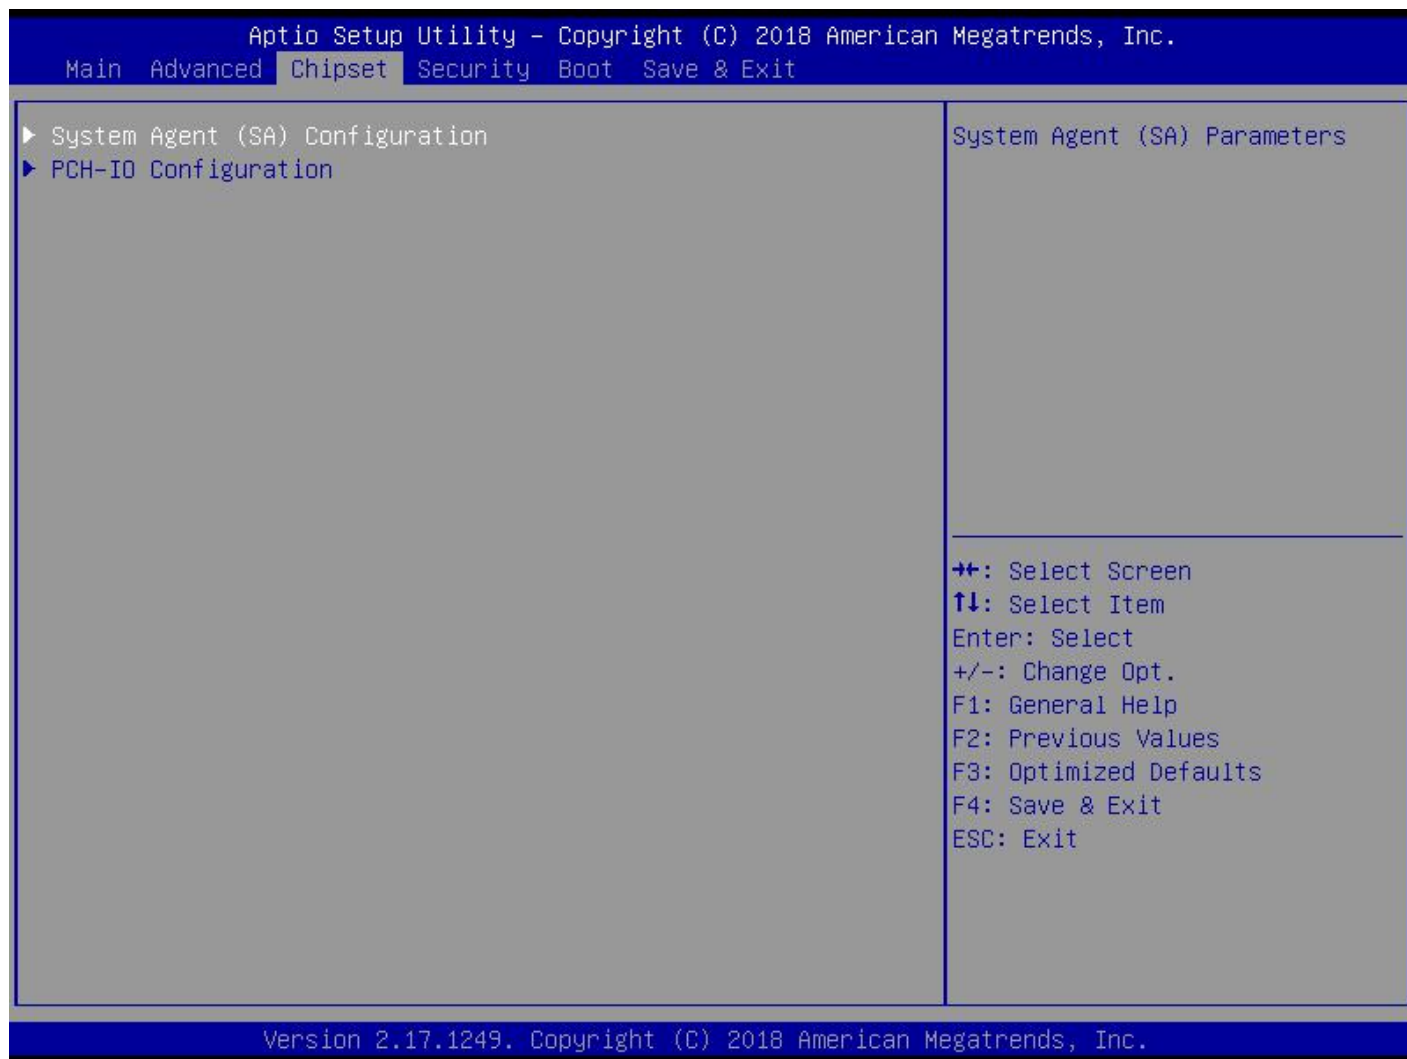 Aptio Setup Utility – Copyright (C) 2018 American Megatrends, Inc.
Main Advanced Chipset Security Boot Save & Exit
▶ System Agent (SA) Configuration
▶ PCH-IO Configuration
System Agent (SA) Parameters
→←: Select Screen
↑↓: Select Item
Enter: Select
+/-: Change Opt.
F1: General Help
F2: Previous Values
F3: Optimized Defaults
F4: Save & Exit
ESC: Exit
Version 2.17.1249. Copyright (C) 2018 American Megatrends, Inc.